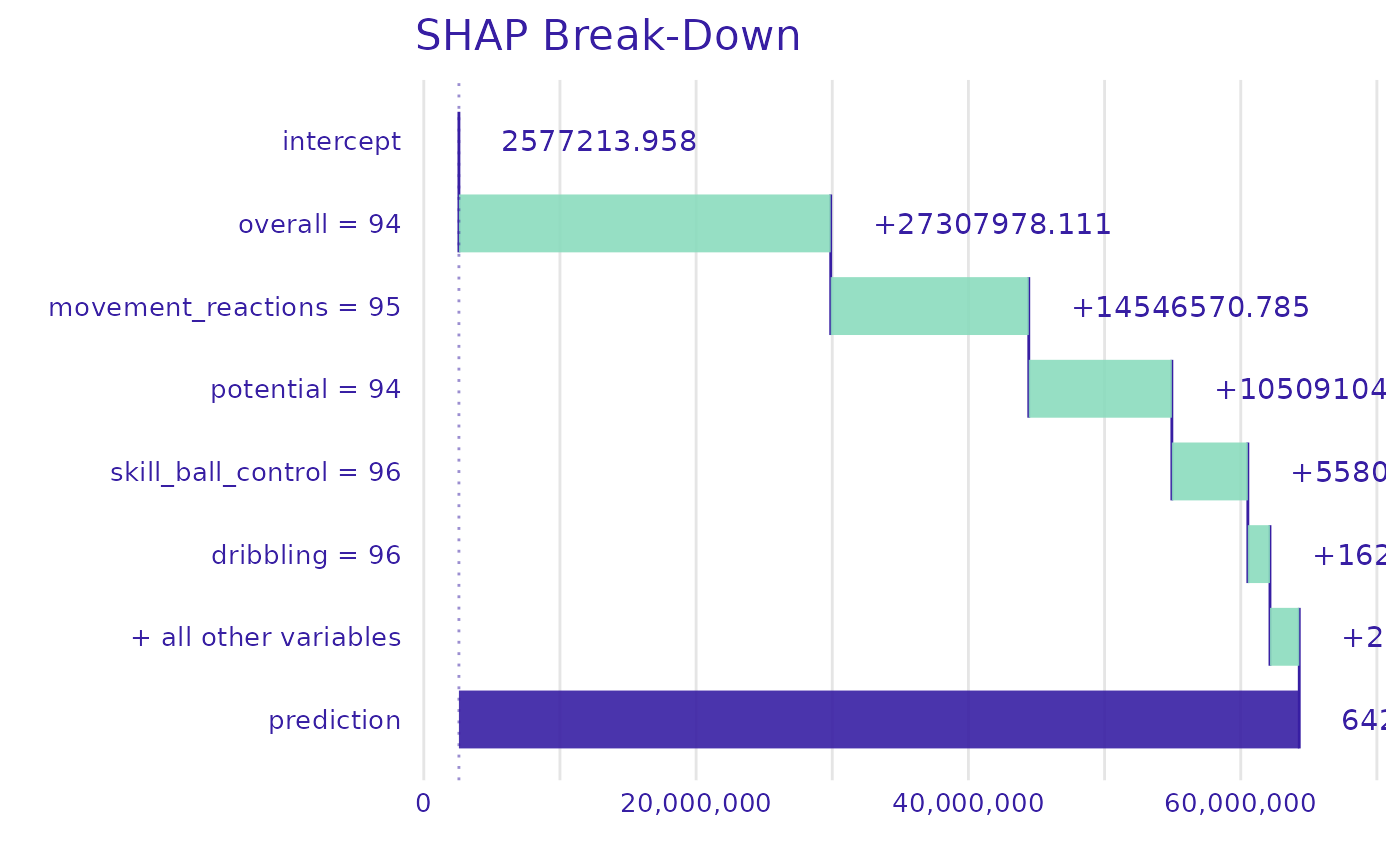 SHAP Break-Down
intercept
2577213.958
overall = 94
+27307978.111
movement_reactions = 95
+14546570.785
potential = 94
+10509104
skill_ball_control = 96
+5580
dribbling = 96
+162
+ all other variables
+2
prediction
642
0
20,000,000
40,000,000
60,000,000